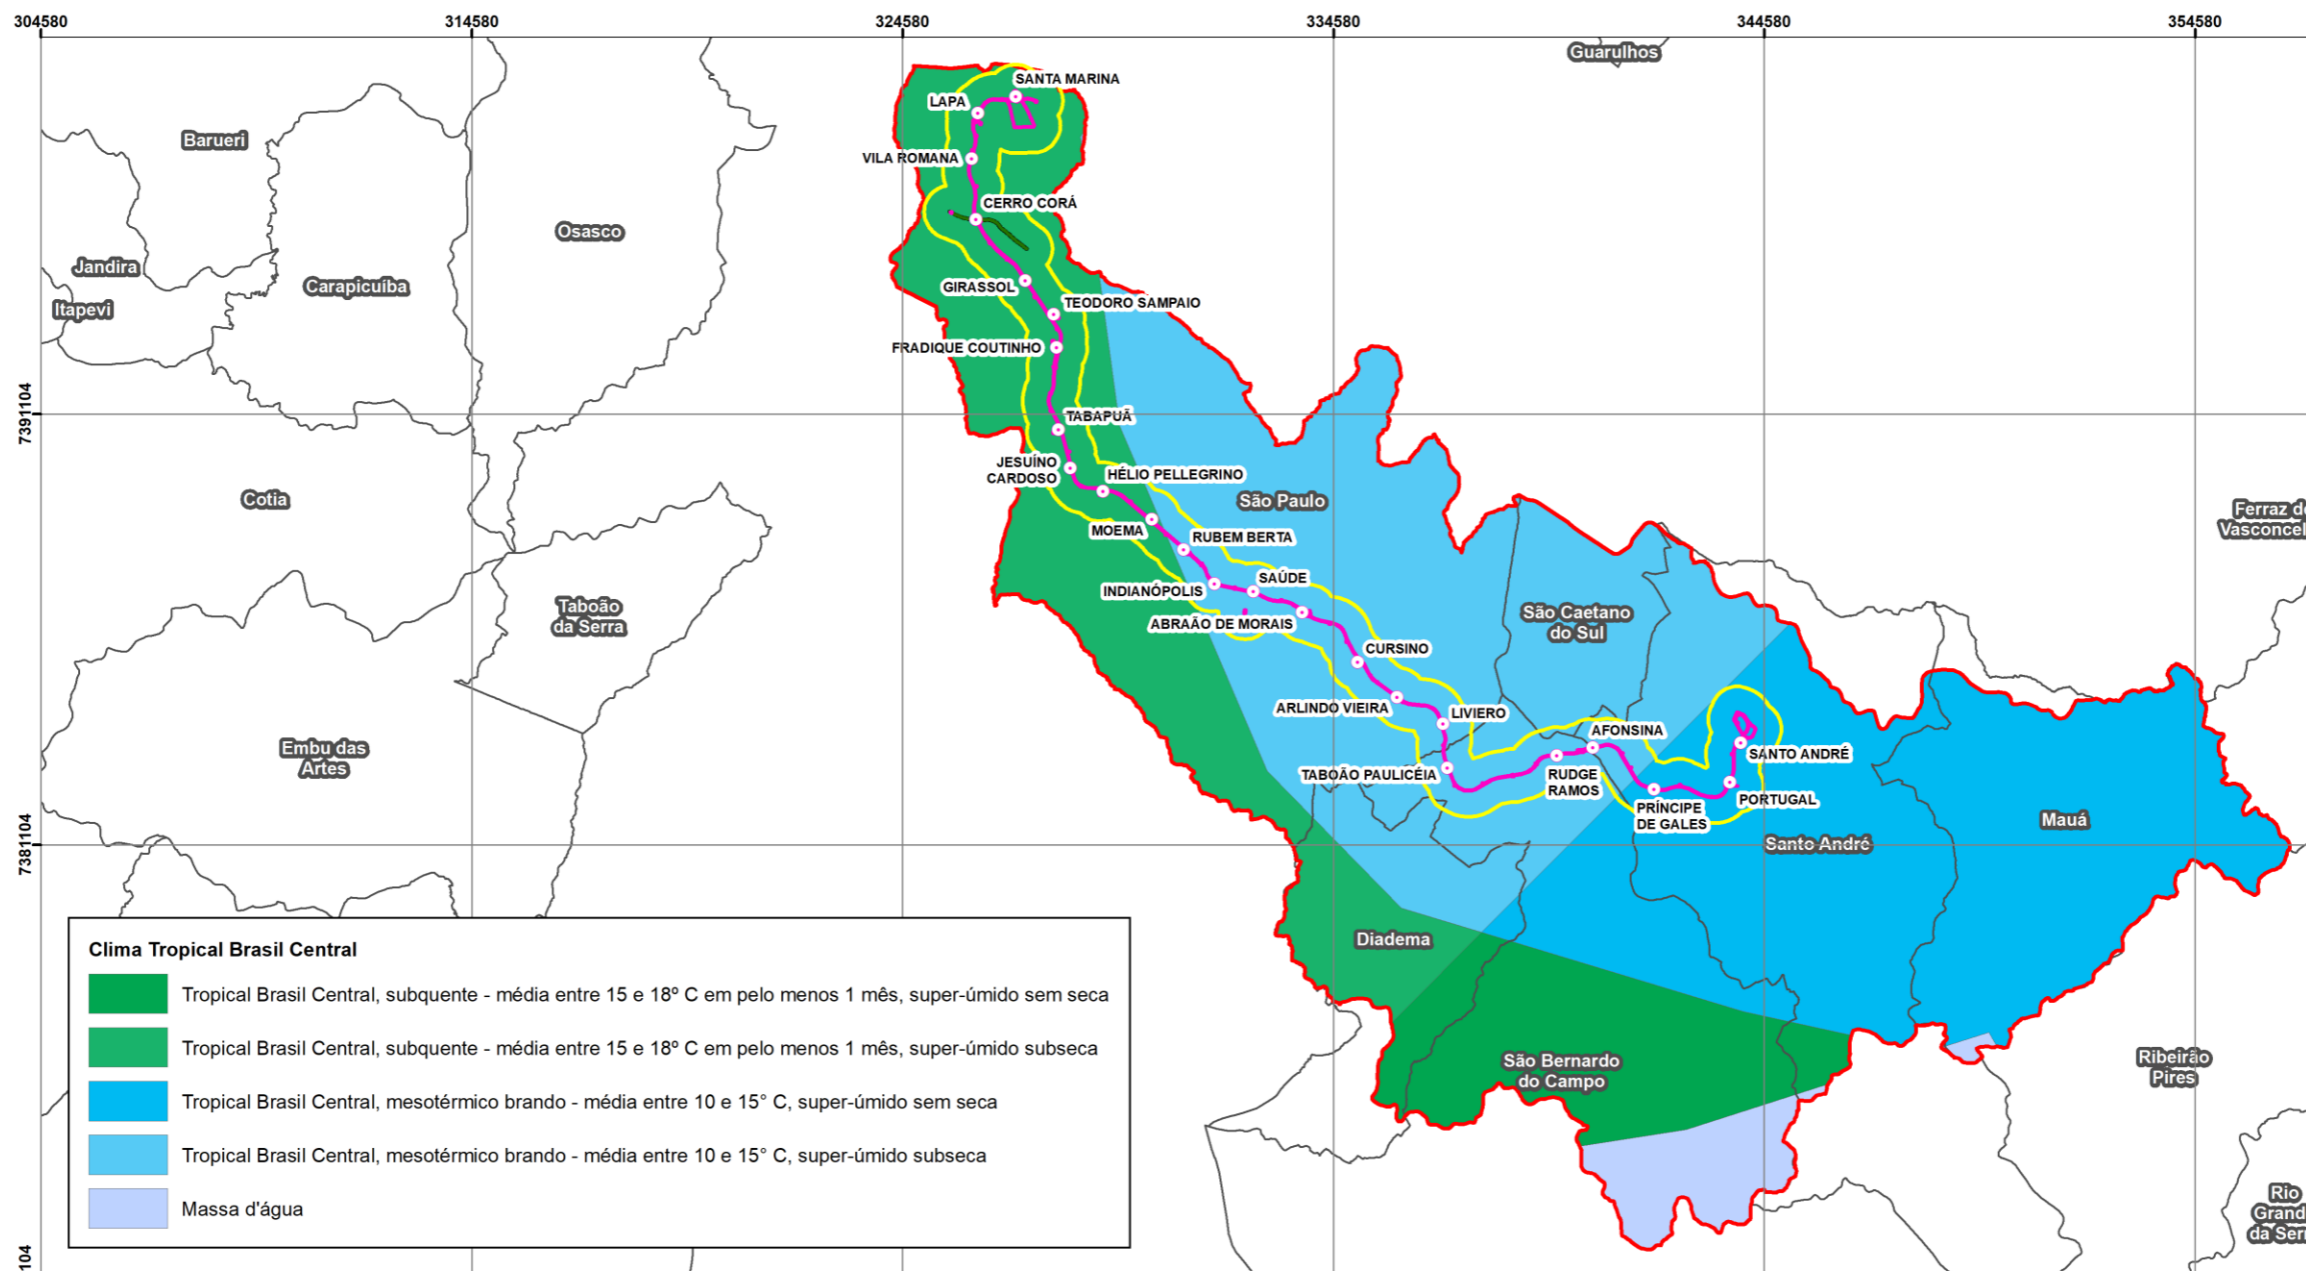 304580
314580
324580
334580
344580
354580
Guarulhos
SANTA MARINA
LAPA
Barueri
VILA ROMANA
CERRO CORÁ
Osasco
Jandira
Carapicuíba
GIRASSOL
Itapevi
TEODORO SAMPAIO
FRADIQUE COUTINHO
7391104
TABAPUÃ
JESUÍNO
CARDOSO
HÉLIO PELLEGRINO
Cotia
São Paulo
Ferraz de
Vasconcel
MOEMA
RUBEM BERTA
SAÚDE
INDIANÓPOLIS
Taboão
da Serra
São Caetano
do Sul
ABRAÃO DE MORAIS
CURSINO
ARLINDO VIEIRA
LIVIERO
AFONSINA
Embu das
Artes
SANTO ANDRÉ
TABOÃO PAULICÉIA
RUDGE
RAMOS
PORTUGAL
PRÍNCIPE
DE GALES
Mauá
7381104
Santo André
Diadema
Clima Tropical Brasil Central
Tropical Brasil Central, subquente - média entre 15 e 18º C em pelo menos 1 mês, super-úmido sem seca
Tropical Brasil Central, subquente - média entre 15 e 18º C em pelo menos 1 mês, super-úmido subseca
Tropical Brasil Central, mesotérmico brando - média entre 10 e 15° C, super-úmido sem seca
Tropical Brasil Central, mesotérmico brando - média entre 10 e 15° C, super-úmido subseca
Massa d'água
São Bernardo
do Campo
Ribeirão
Pires
Rio
Grand
da Serr
104